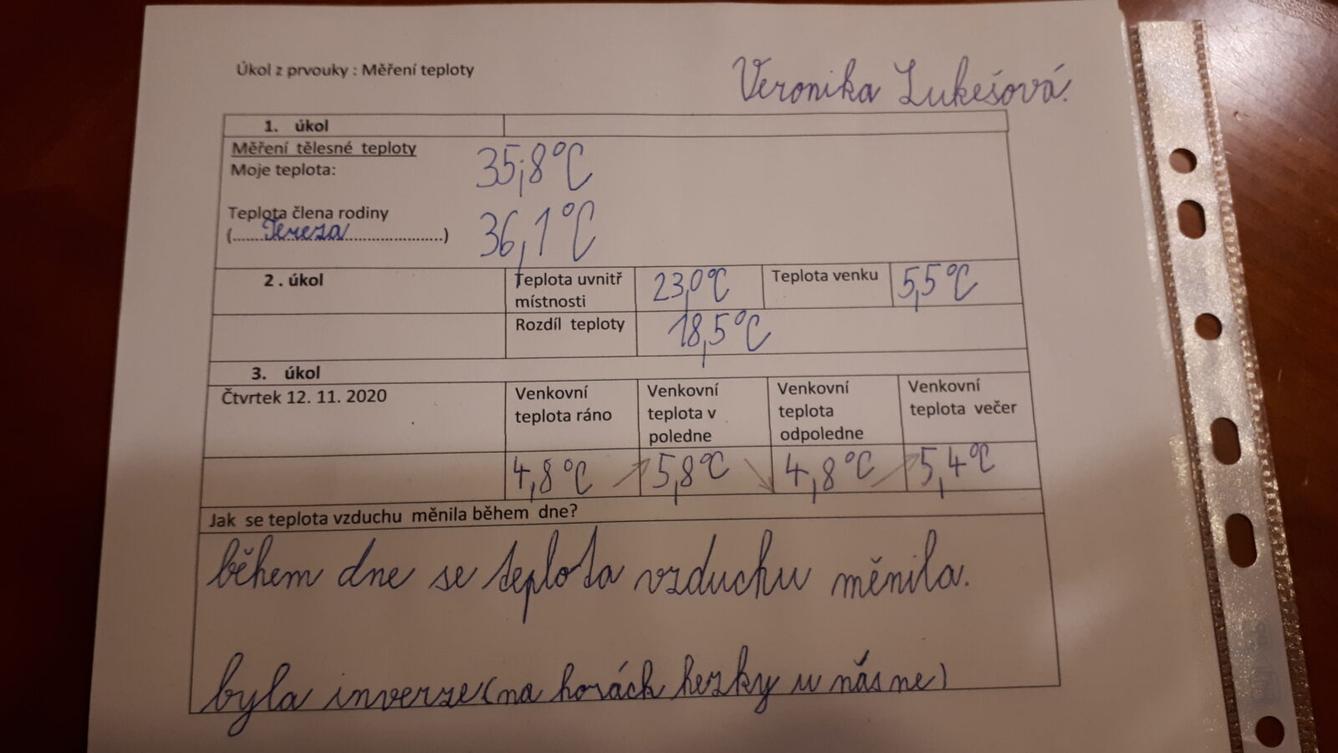 Úkol z prvouky : Měření teploty
Veronika Lukešová.
1. úkol
Měření tělesné teploty
Moje teplota: 35,8°C
Teplota člena rodiny
(......Tereza......................) 36,1°C
2 . úkol
Teplota uvnitř místnosti 23,0°C Teplota venku 5,5°C
Rozdíl teploty 18,5°C
3. úkol
Čtvrtek 12. 11. 2020
Venkovní teplota ráno
Venkovní teplota v poledne
Venkovní teplota odpoledne
Venkovní teplota večer
4,8°C ↗ 5,8°C ↘ 4,8°C ↗ 5,4°C
Jak se teplota vzduchu měnila během dne?
během dne se teplota vzduchu měnila.
byla inverze (na horách hezky u nás ne)